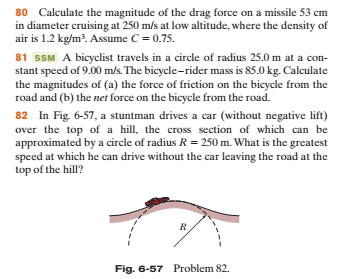 80 Calculate the magnitude of the drag force on a missile 53 cm
in diameter cruising at 250 m/s at low altitude, where the density of
air is 1.2 kg/m³. Assume C = 0.75.
81 SSM A bicyclist travels in a circle of radius 25.0 m at a con-
stant speed of 9.00 m/s. The bicycle–rider mass is 85.0 kg. Calculate
the magnitudes of (a) the force of friction on the bicycle from the
road and (b) the net force on the bicycle from the road.
82 In Fig. 6-57, a stuntman drives a car (without negative lift)
over the top of a hill, the cross section of which can be
approximated by a circle of radius R = 250 m. What is the greatest
speed at which he can drive without the car leaving the road at the
top of the hill?
R
Fig. 6-57 Problem 82.